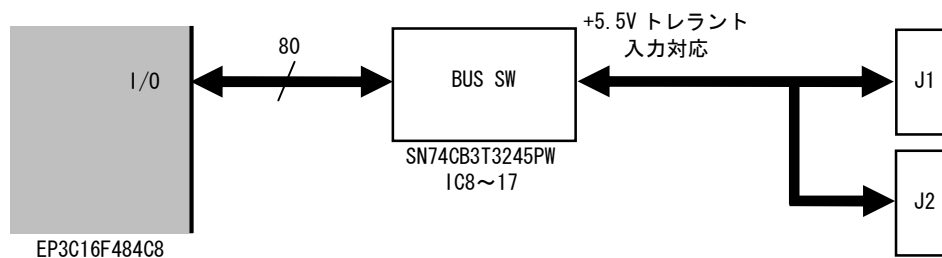 +5.5V トレラント
入力対応
80
I/O
BUS SW
J1
SN74CB3T3245PW
IC8～17
J2
EP3C16F484C8